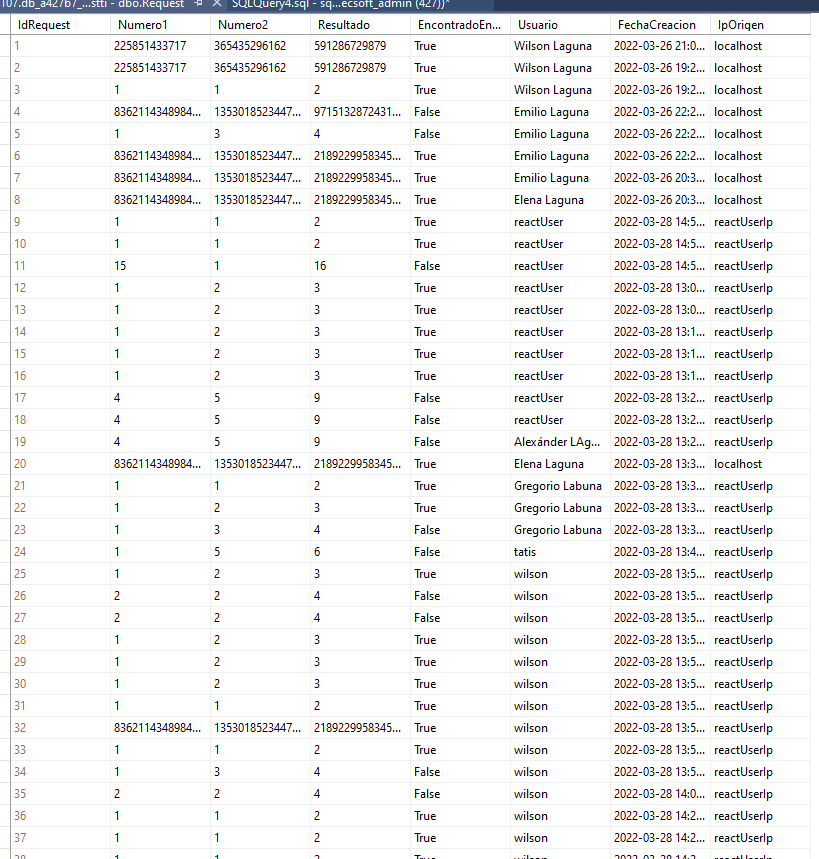 107.db_a427b7_...stti - dbo.Request SQLQuery4.sql - sq...ecsoft_admin (427))*
IdRequest Numero1 Numero2 Resultado EncontradoEn... Usuario FechaCreacion IpOrigen
1 225851433717 365435296162 591286729879 True Wilson Laguna 2022-03-26 21:0... localhost
2 225851433717 365435296162 591286729879 True Wilson Laguna 2022-03-26 19:2... localhost
3 1 1 2 True Wilson Laguna 2022-03-26 19:2... localhost
4 8362114348984... 1353018523447... 9715132872431... False Emilio Laguna 2022-03-26 22:2... localhost
5 1 3 4 False Emilio Laguna 2022-03-26 22:2... localhost
6 8362114348984... 1353018523447... 2189229958345... True Emilio Laguna 2022-03-26 22:2... localhost
7 8362114348984... 1353018523447... 2189229958345... True Emilio Laguna 2022-03-26 20:3... localhost
8 8362114348984... 1353018523447... 2189229958345... True Elena Laguna 2022-03-26 20:3... localhost
9 1 1 2 True reactUser 2022-03-28 14:5... reactUserIp
10 1 1 2 True reactUser 2022-03-28 14:5... reactUserIp
11 15 1 16 False reactUser 2022-03-28 14:5... reactUserIp
12 1 2 3 True reactUser 2022-03-28 13:0... reactUserIp
13 1 2 3 True reactUser 2022-03-28 13:0... reactUserIp
14 1 2 3 True reactUser 2022-03-28 13:1... reactUserIp
15 1 2 3 True reactUser 2022-03-28 13:1... reactUserIp
16 1 2 3 True reactUser 2022-03-28 13:1... reactUserIp
17 4 5 9 False reactUser 2022-03-28 13:2... reactUserIp
18 4 5 9 False reactUser 2022-03-28 13:2... reactUserIp
19 4 5 9 False Alexánder LAg... 2022-03-28 13:2... reactUserIp
20 8362114348984... 1353018523447... 2189229958345... True Elena Laguna 2022-03-28 13:3... localhost
21 1 1 2 True Gregorio Labuna 2022-03-28 13:3... reactUserIp
22 1 2 3 True Gregorio Labuna 2022-03-28 13:3... reactUserIp
23 1 3 4 False Gregorio Labuna 2022-03-28 13:3... reactUserIp
24 1 5 6 False tatis 2022-03-28 13:4... reactUserIp
25 1 2 3 True wilson 2022-03-28 13:5... reactUserIp
26 2 2 4 False wilson 2022-03-28 13:5... reactUserIp
27 2 2 4 False wilson 2022-03-28 13:5... reactUserIp
28 1 2 3 True wilson 2022-03-28 13:5... reactUserIp
29 1 2 3 True wilson 2022-03-28 13:5... reactUserIp
30 1 2 3 True wilson 2022-03-28 13:5... reactUserIp
31 1 1 2 True wilson 2022-03-28 13:5... reactUserIp
32 8362114348984... 1353018523447... 2189229958345... True wilson 2022-03-28 13:5... reactUserIp
33 1 1 2 True wilson 2022-03-28 13:5... reactUserIp
34 1 3 4 False wilson 2022-03-28 13:5... reactUserIp
35 2 2 4 False wilson 2022-03-28 14:0... reactUserIp
36 1 1 2 True wilson 2022-03-28 14:2... reactUserIp
37 1 1 2 True wilson 2022-03-28 14:2... reactUserIp